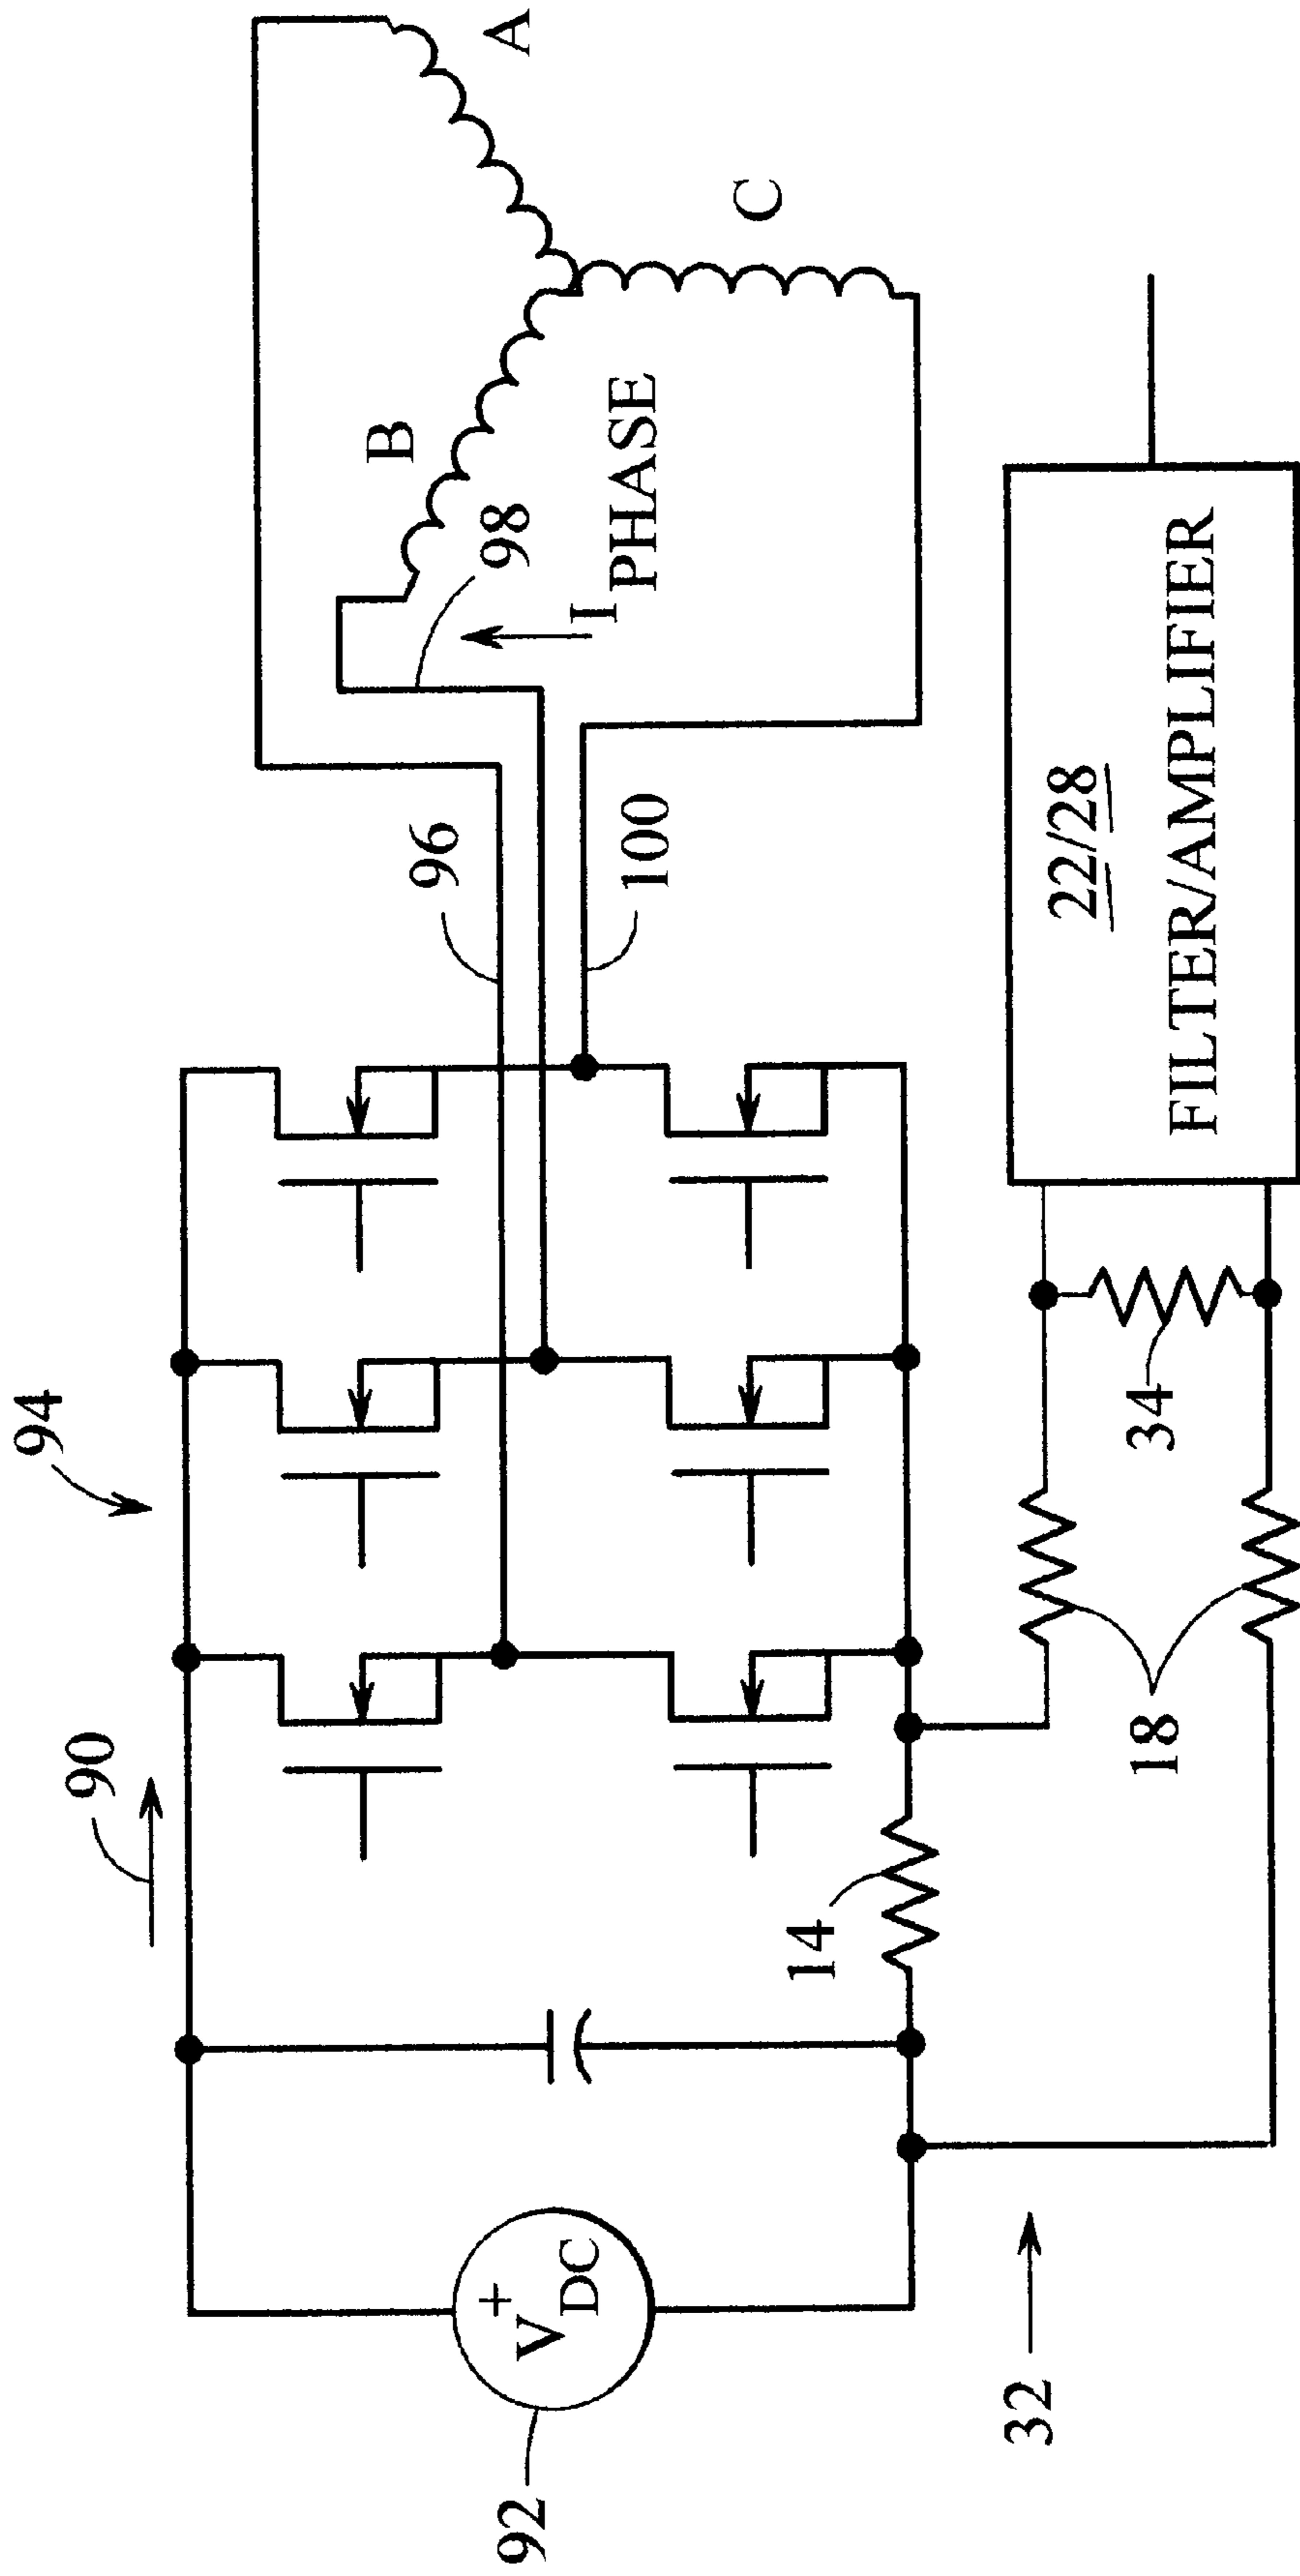 94
90
96
B
A
98
I PHASE
C
100
92
+
V DC
14
32
18
34
22/28
FILTER/AMPLIFIER